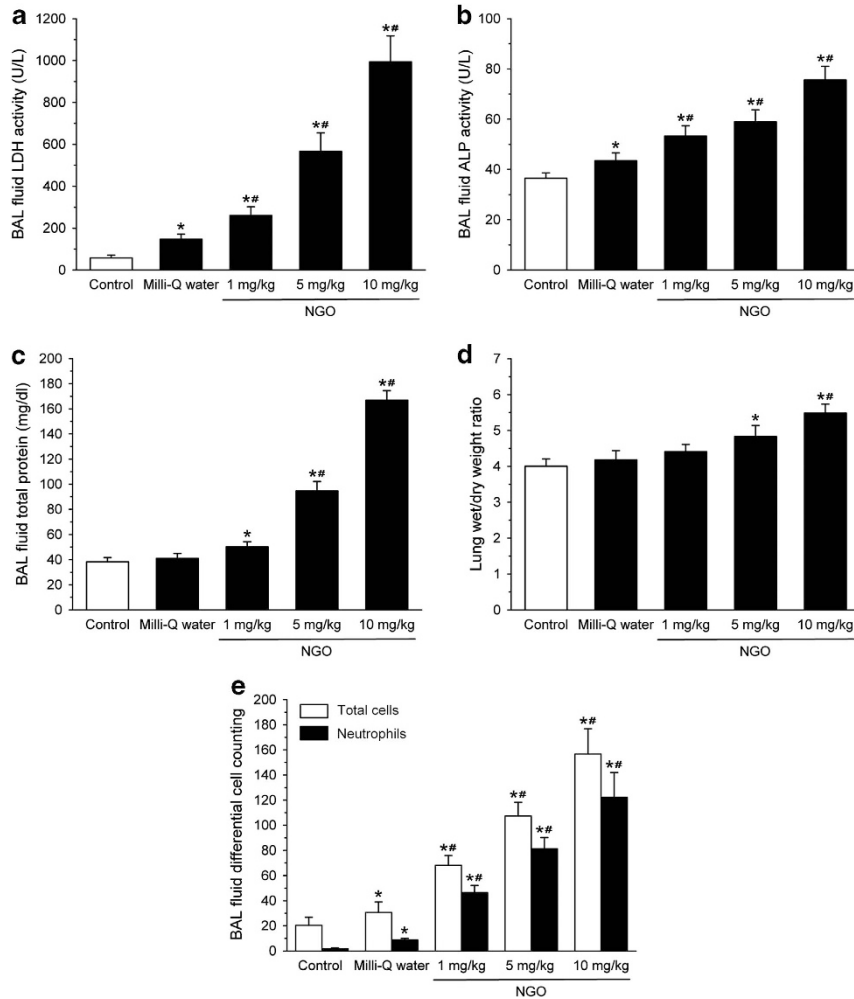 a
BAL fluid LDH activity (U/L)
1200
1000
800
600
400
200
0
*
*#
*#
*#
Control Milli-Q water 1 mg/kg 5 mg/kg 10 mg/kg
NGO
b
BAL fluid ALP activity (U/L)
100
80
60
40
20
0
*
*#
*#
*#
Control Milli-Q water 1 mg/kg 5 mg/kg 10 mg/kg
NGO
c
BAL fluid total protein (mg/dl)
200
180
160
140
120
100
80
60
40
20
0
*
*#
*#
Control Milli-Q water 1 mg/kg 5 mg/kg 10 mg/kg
NGO
d
Lung wet/dry weight ratio
7
6
5
4
3
2
1
0
*
*#
Control Milli-Q water 1 mg/kg 5 mg/kg 10 mg/kg
NGO
e
BAL fluid differential cell counting
200
180
160
140
120
100
80
60
40
20
0
Total cells
Neutrophils
*
*
*#
*#
*#
*#
*#
*#
Control Milli-Q water 1 mg/kg 5 mg/kg 10 mg/kg
NGO